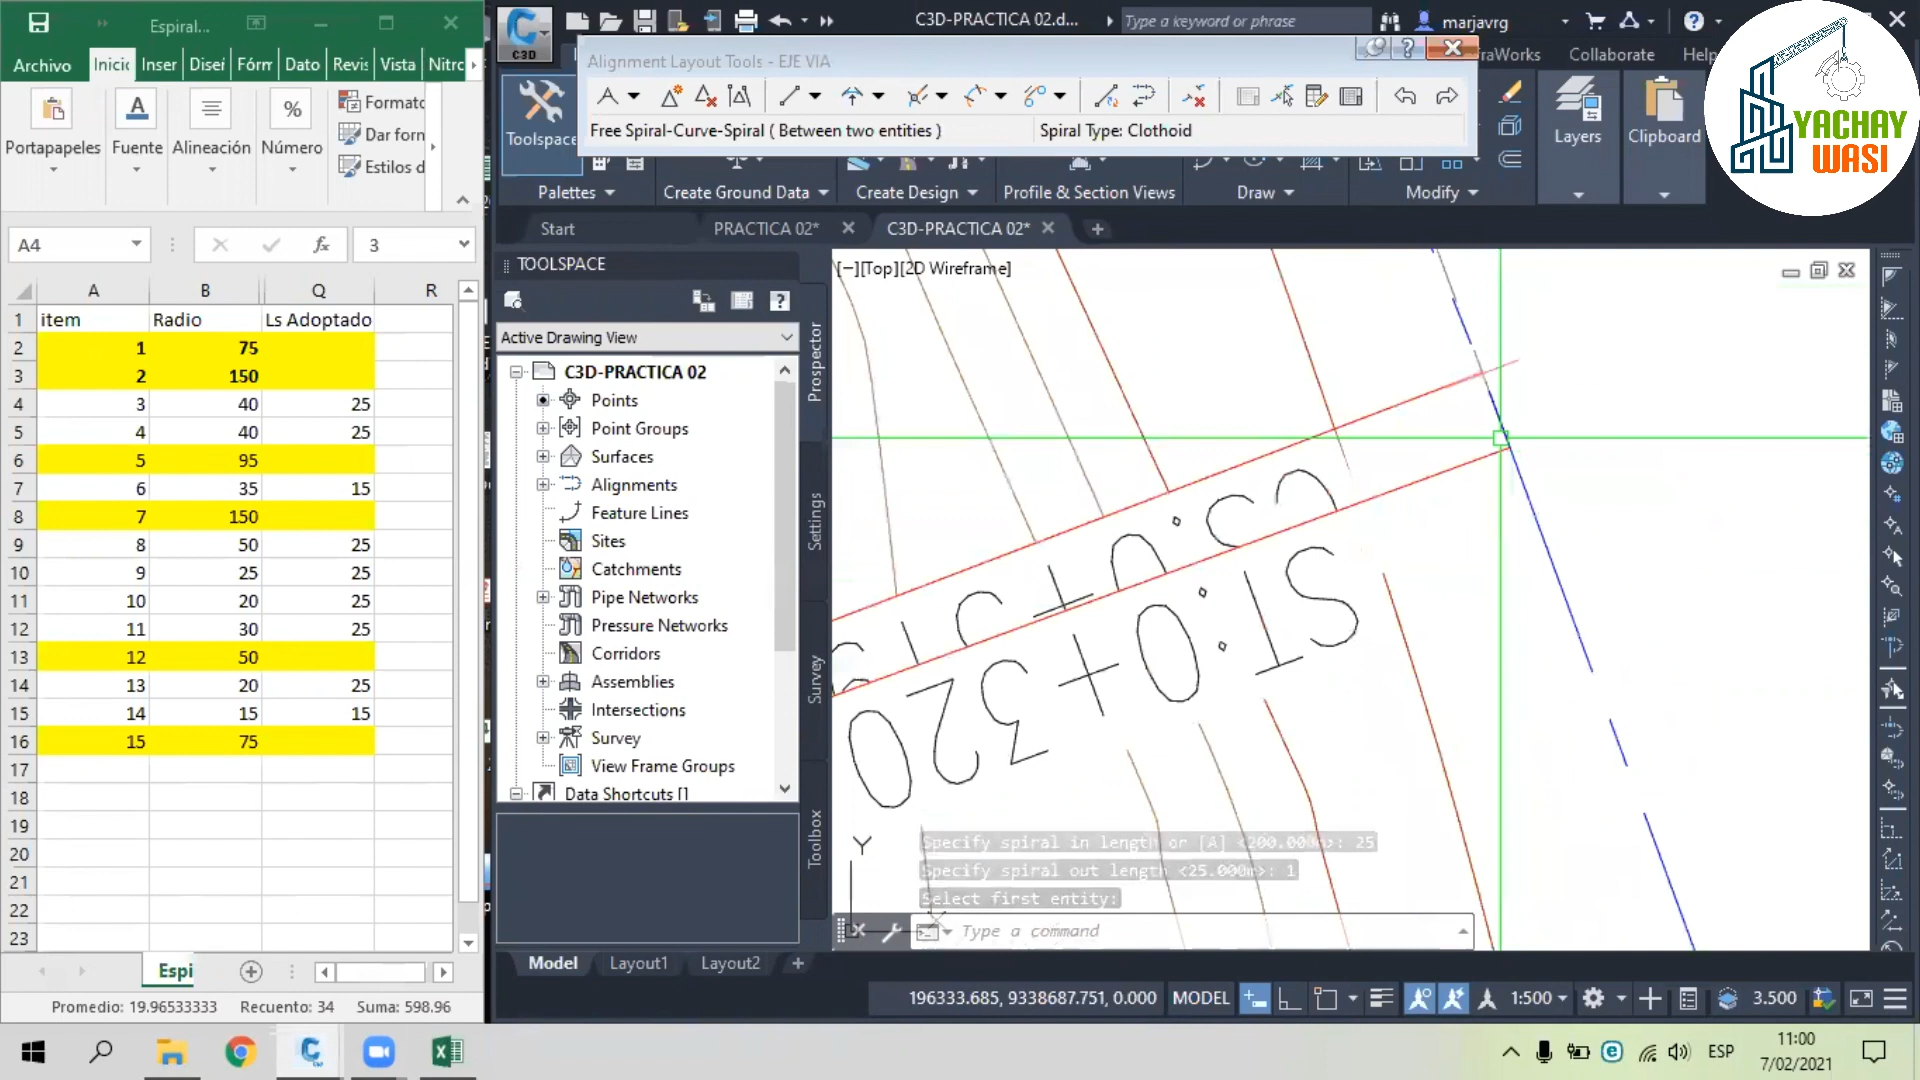 Espiral...
Archivo
Inicio
Inser
Diseí
Fórm
Dato
Revis
Vista
Nitro
Portapapeles
Fuente
Alineación
Número
Formato
Dar form
Estilos d
A4
3
A B Q R
1 item Radio Ls Adoptado
2 1 75
3 2 150
4 3 40 25
5 4 40 25
6 5 95
7 6 35 15
8 7 150
9 8 50 25
10 9 25 25
11 10 20 25
12 11 30 25
13 12 50
14 13 20 25
15 14 15 15
16 15 75
17
18
19
20
21
22
23
Espi
Promedio: 19.96533333 Recuento: 34 Suma: 598.96
C3D
C3D-PRACTICA 02.d...
Type a keyword or phrase
marjavrg
Alignment Layout Tools - EJE VIA
Free Spiral-Curve-Spiral ( Between two entities )
Spiral Type: Clothoid
raWorks
Collaborate
Help
Toolspace
Layers
Clipboard
Palettes
Create Ground Data
Create Design
Profile & Section Views
Draw
Modify
YACHAY
WASI
Start
PRACTICA 02*
C3D-PRACTICA 02*
TOOLSPACE
Active Drawing View
C3D-PRACTICA 02
Points
Point Groups
Surfaces
Alignments
Feature Lines
Sites
Catchments
Pipe Networks
Pressure Networks
Corridors
Assemblies
Intersections
Survey
View Frame Groups
Data Shortcuts []
Prospector
Settings
Survey
Toolbox
[−][Top][2D Wireframe]
ST:0+320
Y
X
Specify spiral in length or [A] <200.000m>: 25
Specify spiral out length <25.000m>: 1
Select first entity:
Type a command
Model
Layout1
Layout2
196333.685, 9338687.751, 0.000
MODEL
1:500
3.500
ESP
11:00
7/02/2021